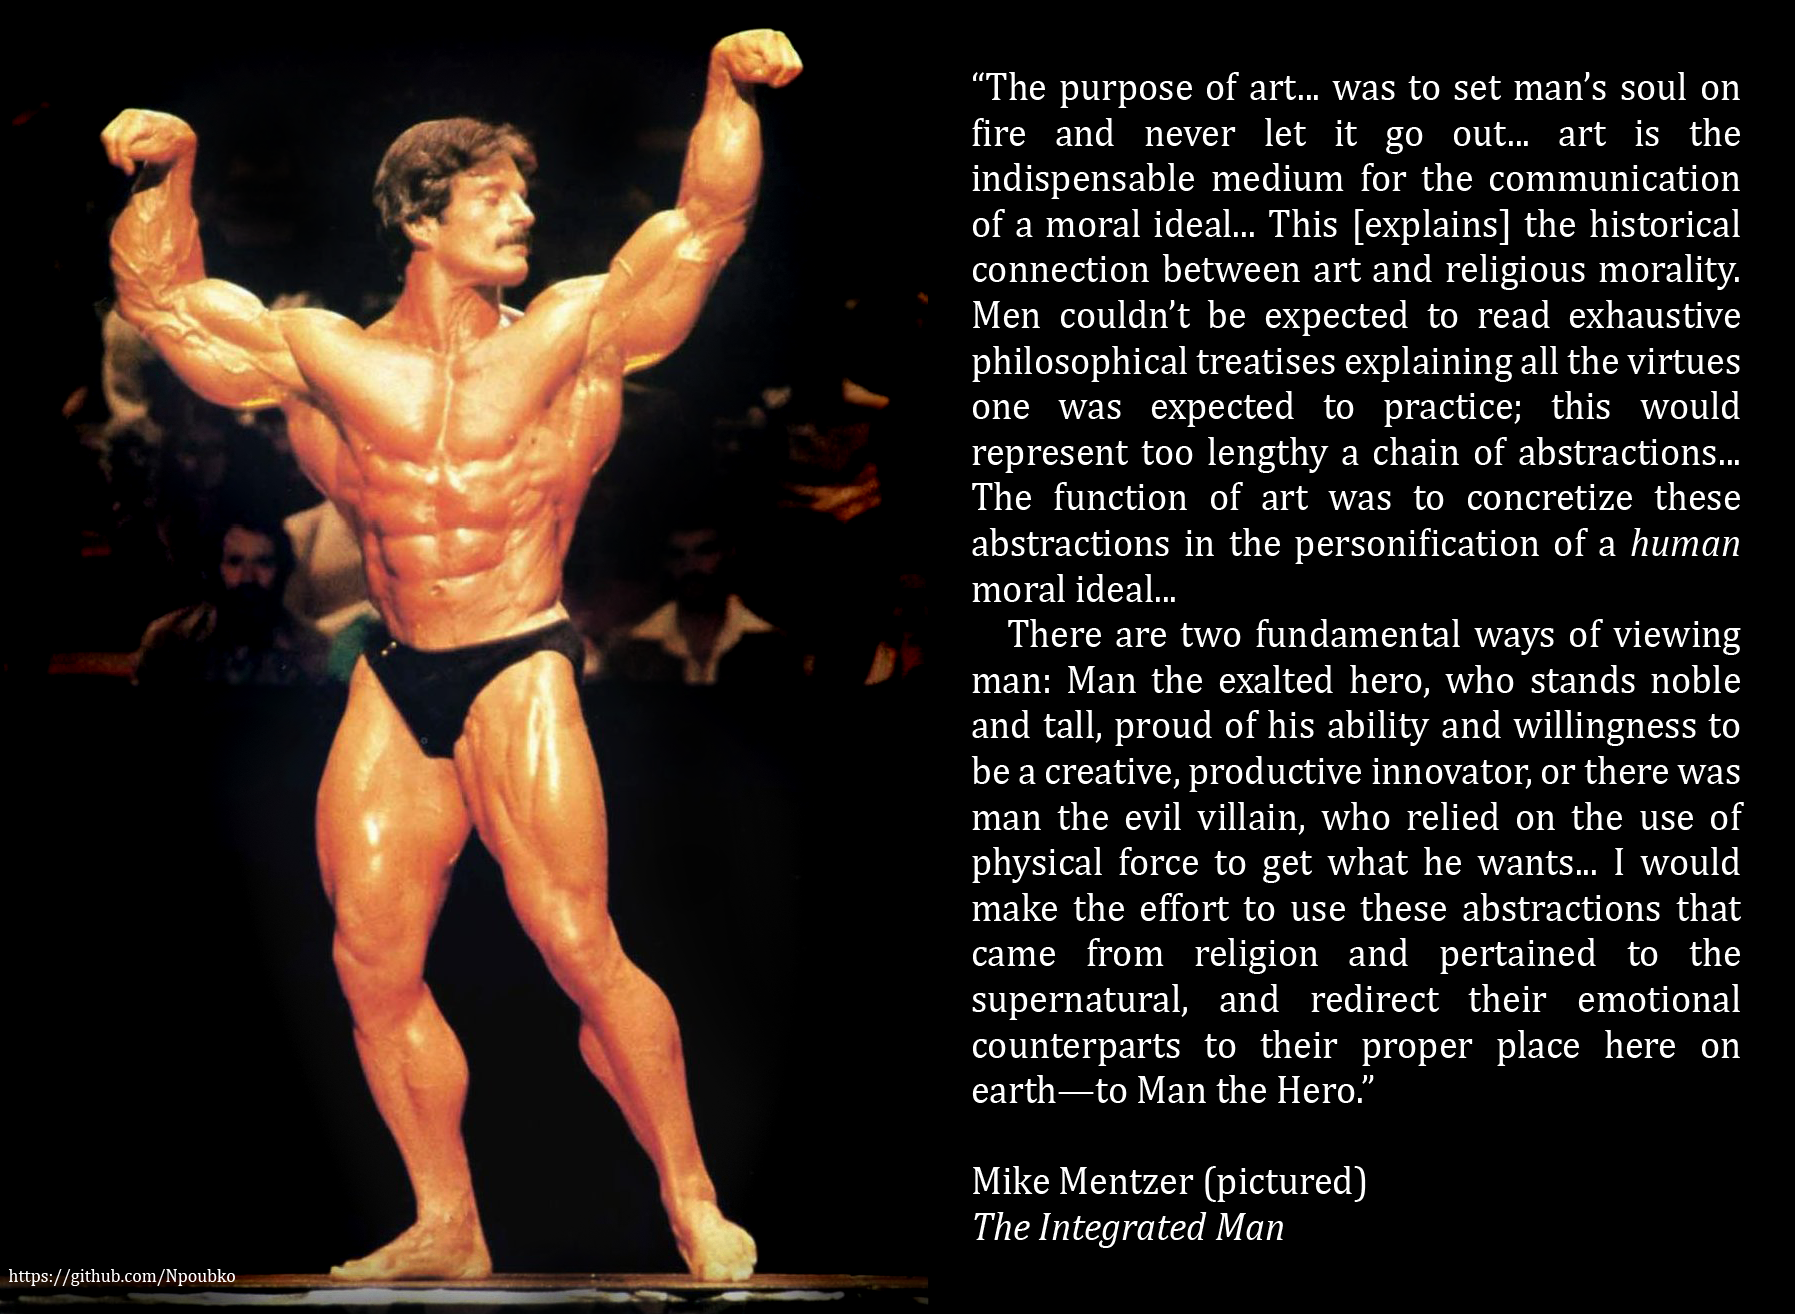 “The purpose of art... was to set man’s soul on
fire and never let it go out... art is the
indispensable medium for the communication
of a moral ideal... This [explains] the historical
connection between art and religious morality.
Men couldn’t be expected to read exhaustive
philosophical treatises explaining all the virtues
one was expected to practice; this would
represent too lengthy a chain of abstractions...
The function of art was to concretize these
abstractions in the personification of a human
moral ideal...
There are two fundamental ways of viewing
man: Man the exalted hero, who stands noble
and tall, proud of his ability and willingness to
be a creative, productive innovator, or there was
man the evil villain, who relied on the use of
physical force to get what he wants... I would
make the effort to use these abstractions that
came from religion and pertained to the
supernatural, and redirect their emotional
counterparts to their proper place here on
earth—to Man the Hero.”
Mike Mentzer (pictured)
The Integrated Man
https://github.com/Npoubko